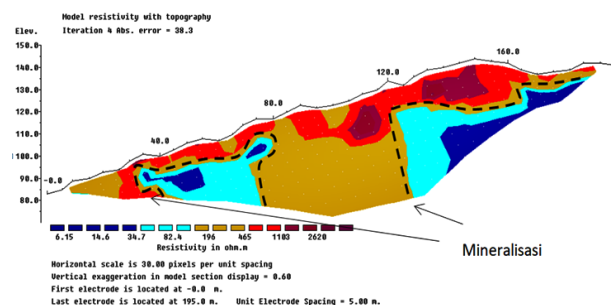 Model resistivity with topography
Iteration 4 Abs. error = 38.3
Elev.
160.0
150.0
140.0
120.0
130.0
120.0
80.0
110.0
100.0
40.0
90.0
-0.0
80.0
6.15 14.6 34.7 82.4 196 465 1103 2620
Resistivity in ohm.m
Mineralisasi
Horizontal scale is 30.00 pixels per unit spacing
Vertical exaggeration in model section display = 0.60
First electrode is located at -0.0 m.
Last electrode is located at 195.0 m. Unit Electrode Spacing = 5.00 m.